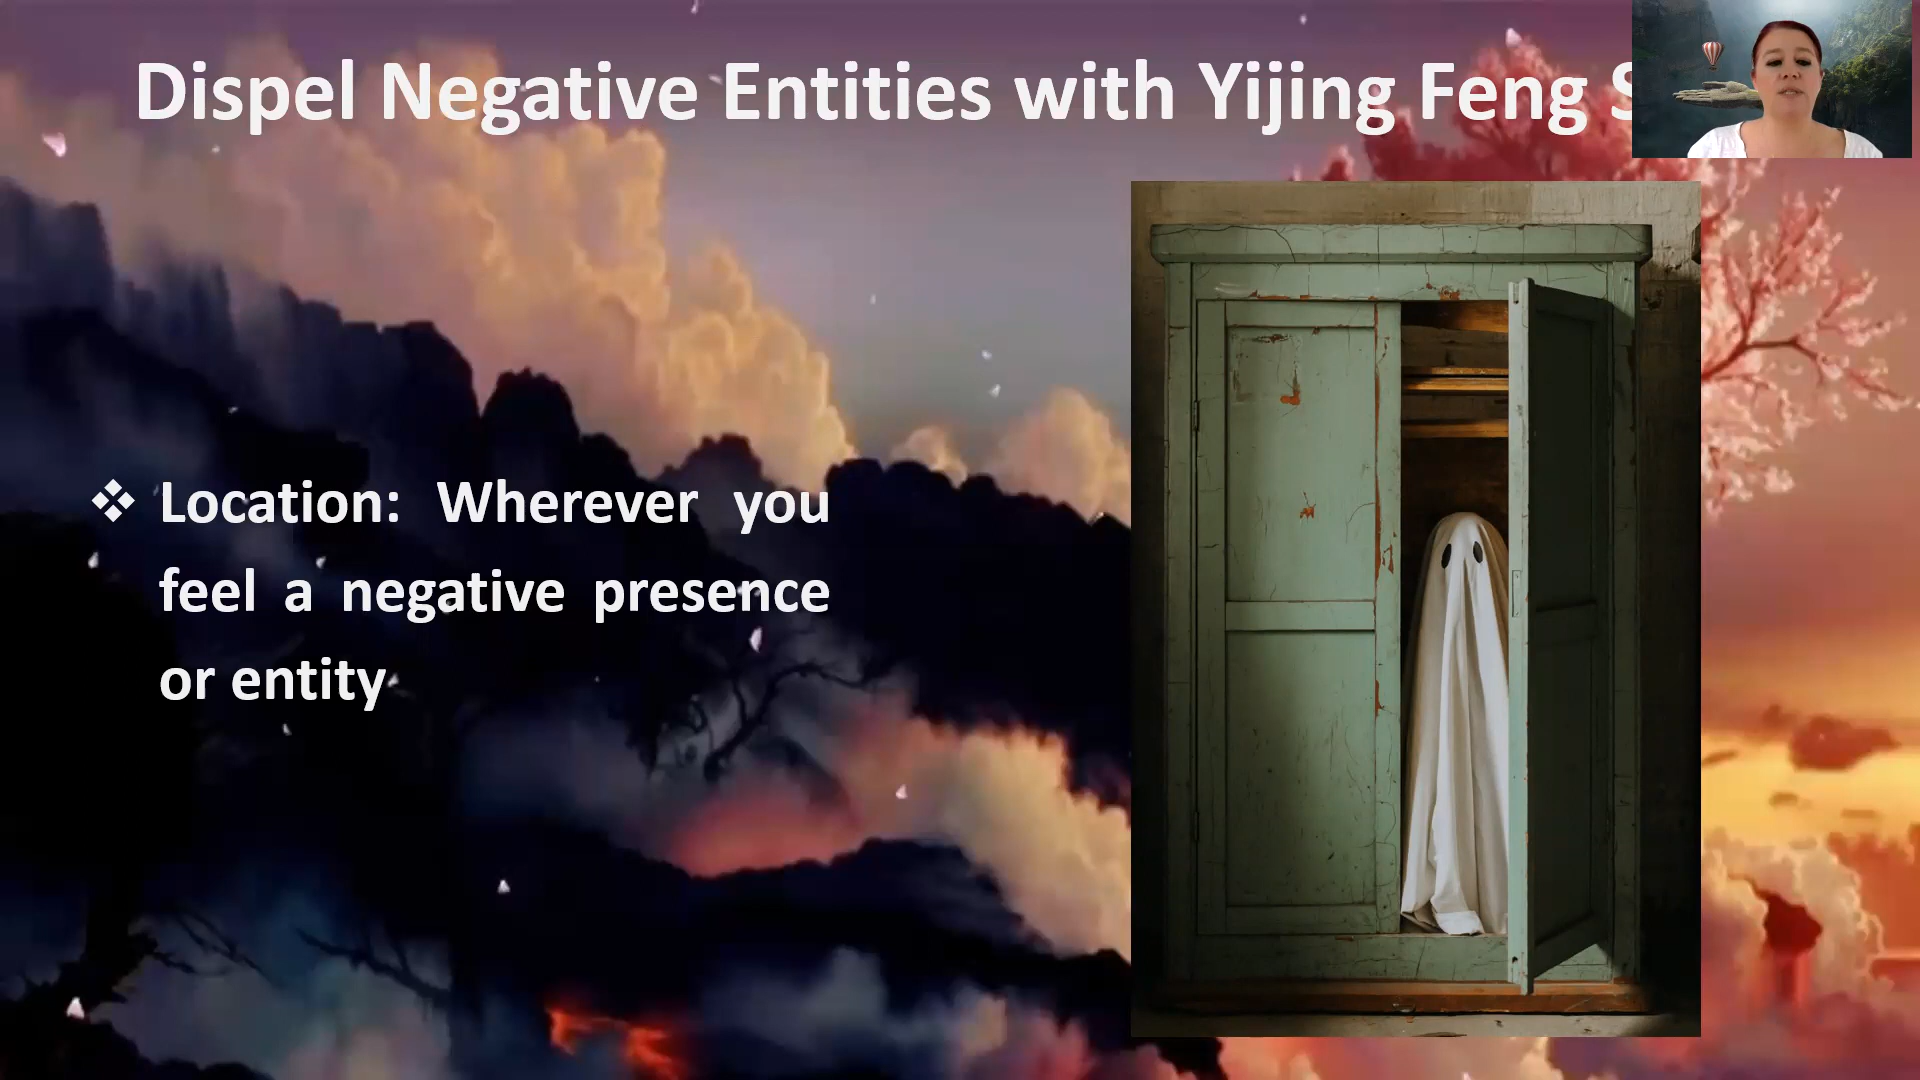 Dispel Negative Entities with Yijing Feng
❖ Location: Wherever you
feel a negative presence
or entity